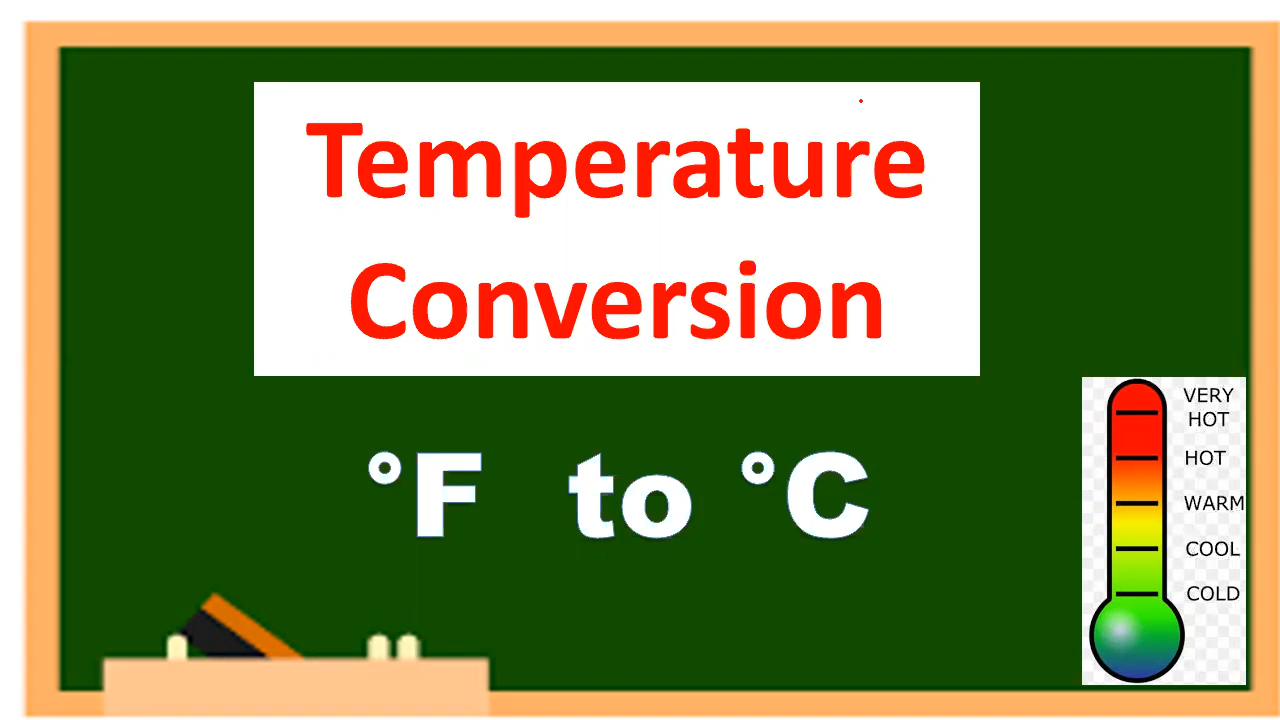 Temperature
Conversion
°F to °C
VERY
HOT
HOT
WARM
COOL
COLD